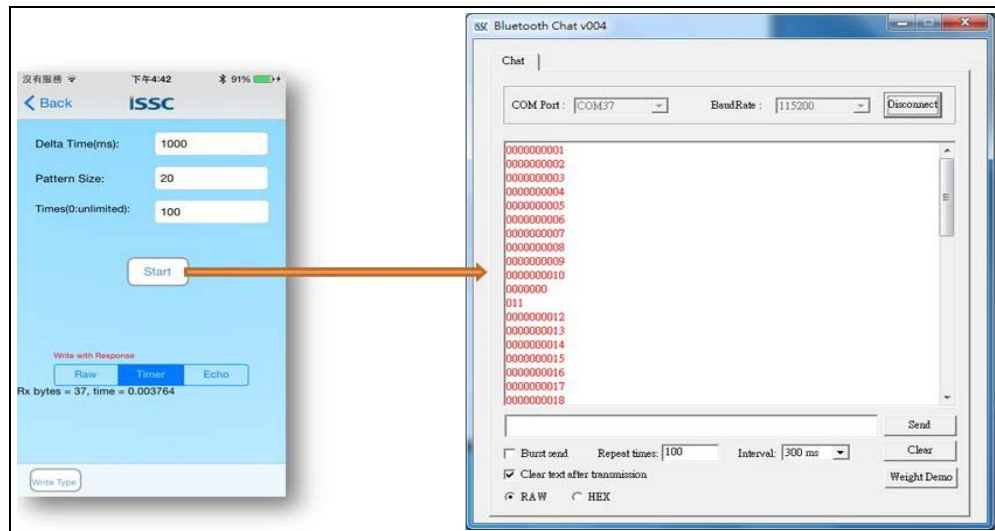 沒有服務 下午4:42 91%
Back ISSC
Delta Time(ms): 1000
Pattern Size: 20
Times(0:unlimited): 100
Start
Write with Response
Raw Timer Echo
Rx bytes = 37, time = 0.003764
Write Type
ISSC Bluetooth Chat v004
Chat
COM Port : COM37 BaudRate : 115200 Disconnect
0000000001
0000000002
0000000003
0000000004
0000000005
0000000006
0000000007
0000000008
0000000009
0000000010
0000000
011
0000000012
0000000013
0000000014
0000000015
0000000016
0000000017
0000000018
Send
Burst send Repeat times: 100 Interval: 300 ms Clear
Clear text after transmission Weight Demo
RAW HEX